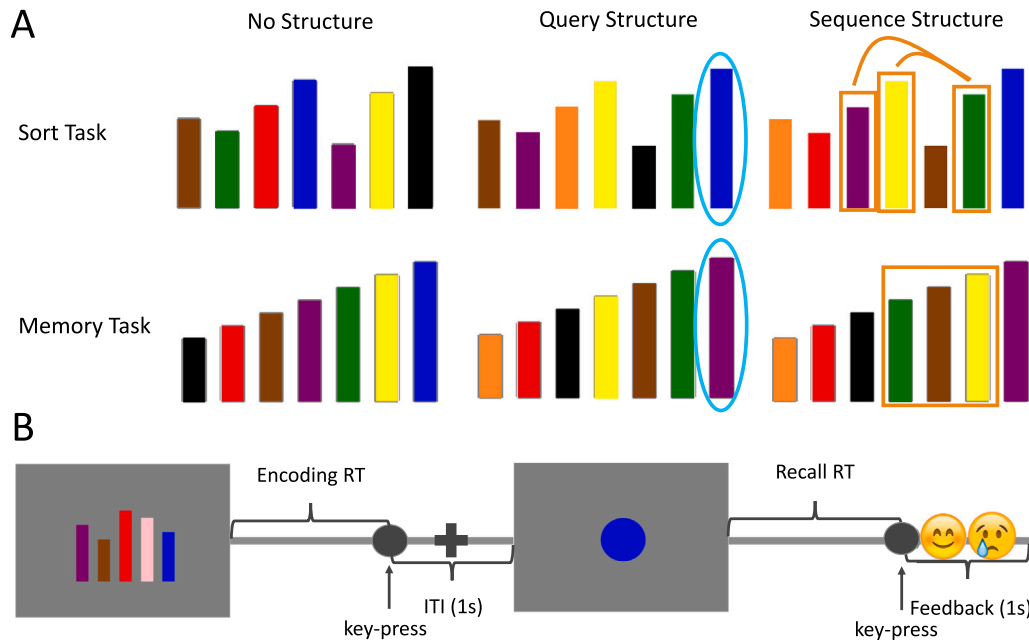 A
No Structure
Query Structure
Sequence Structure
Sort Task
Memory Task
B
Encoding RT
Recall RT
ITI (1s)
Feedback (1s)
key-press
key-press